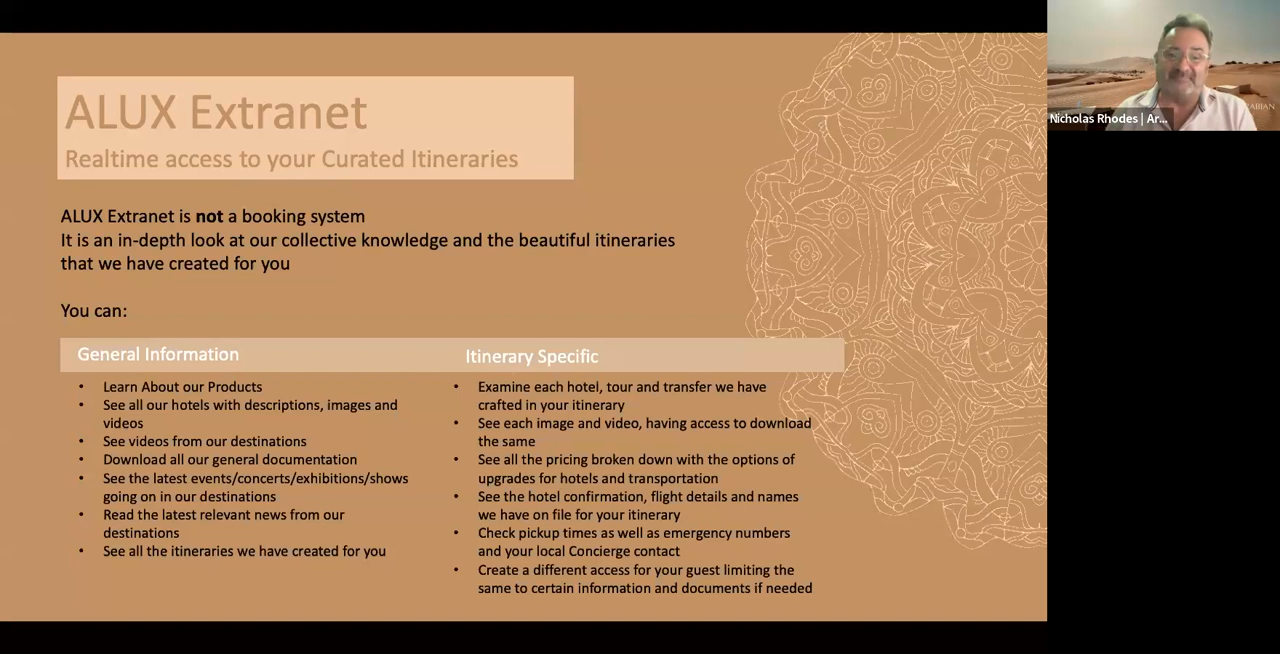 ALUX Extranet
Realtime access to your Curated Itineraries
ALUX Extranet is not a booking system
It is an in-depth look at our collective knowledge and the beautiful itineraries
that we have created for you
You can:
General Information
• Learn About our Products
• See all our hotels with descriptions, images and
videos
• See videos from our destinations
• Download all our general documentation
• See the latest events/concerts/exhibitions/shows
going on in our destinations
• Read the latest relevant news from our
destinations
• See all the itineraries we have created for you
Itinerary Specific
• Examine each hotel, tour and transfer we have
crafted in your itinerary
• See each image and video, having access to download
the same
• See all the pricing broken down with the options of
upgrades for hotels and transportation
• See the hotel confirmation, flight details and names
we have on file for your itinerary
• Check pickup times as well as emergency numbers
and your local Concierge contact
• Create a different access for your guest limiting the
same to certain information and documents if needed
Nicholas Rhodes | Ar...